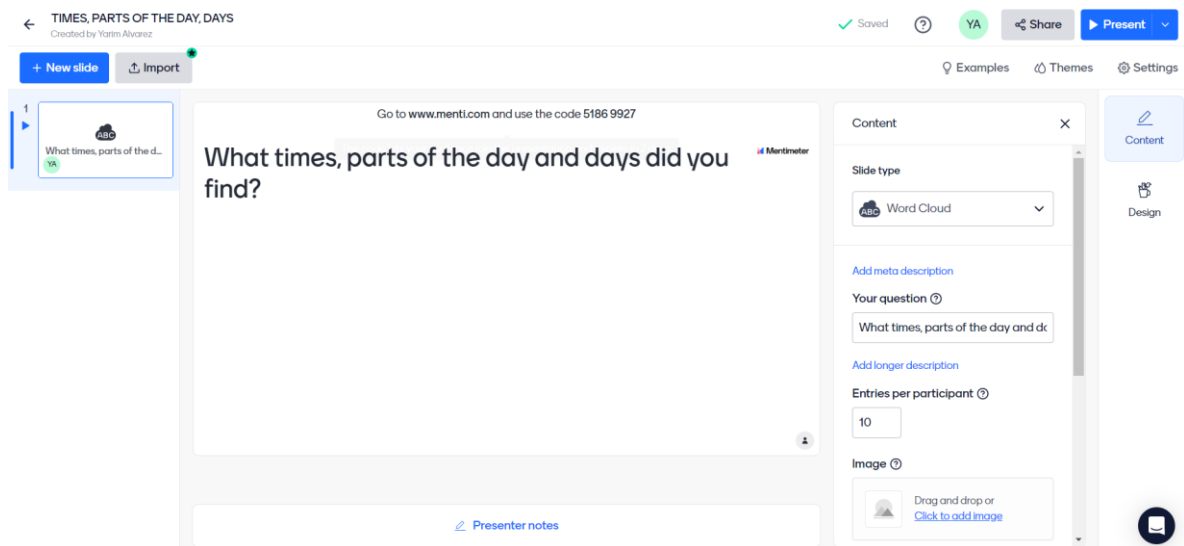 TIMES, PARTS OF THE DAY, DAYS
Created by Yarim Alvarez
Saved
YA
Share
Present
+ New slide
Import
Examples
Themes
Settings
1
ABC
What times, parts of the d...
YA
Go to www.menti.com and use the code 5186 9927
What times, parts of the day and days did you
find?
Mentimeter
Presenter notes
Content
Slide type
ABC Word Cloud
Add meta description
Your question
What times, parts of the day and do
Add longer description
Entries per participant
10
Image
Drag and drop or
Click to add image
Content
Design